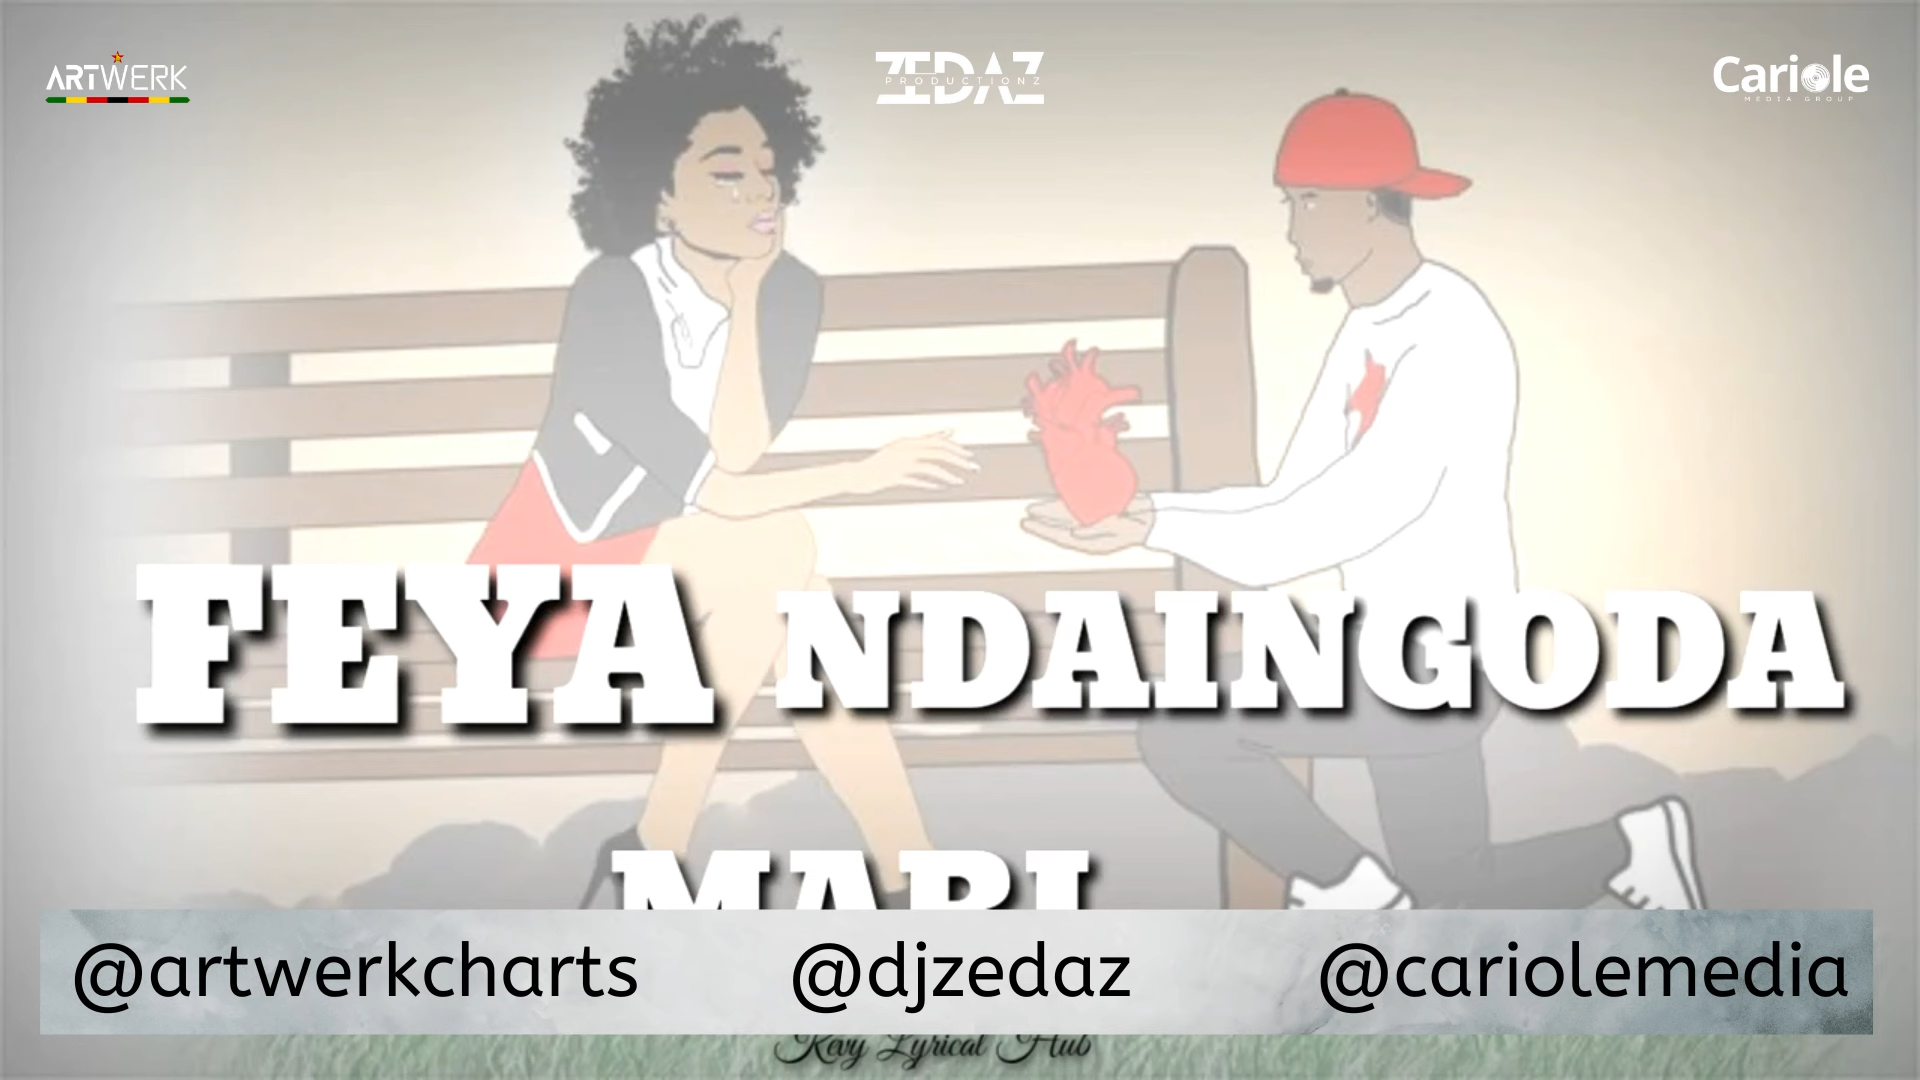 ARTWERK
ZEDAZ
PRODUCTIONZ
Cariole
MEDIA GROUP
FEYA NDAINGODA
@artwerkcharts @djzedaz @cariolemedia
Kevy Lyrical Hub